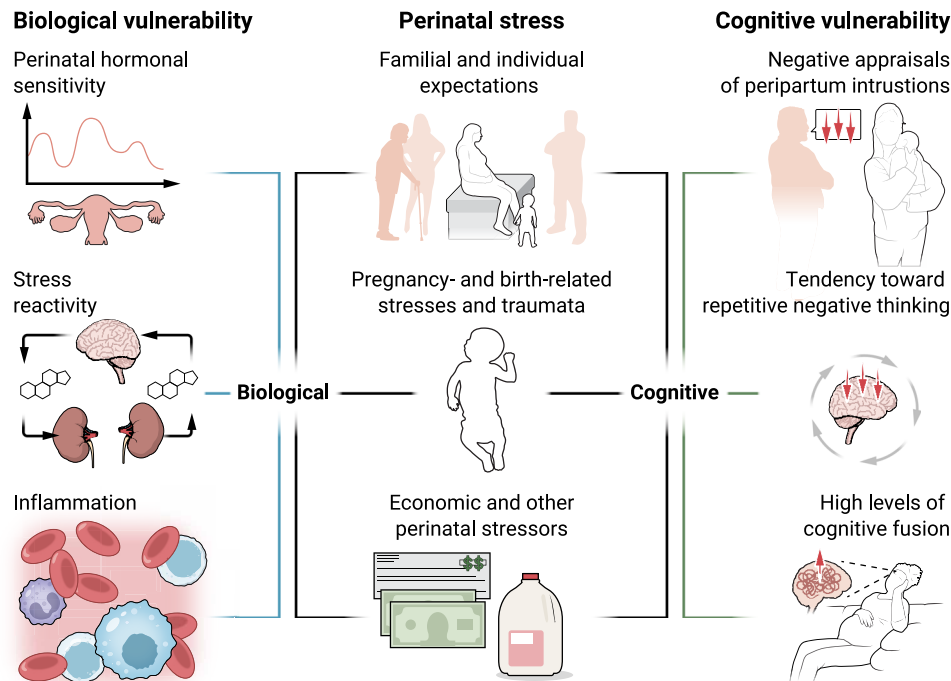 Biological vulnerability
Perinatal hormonal
sensitivity
Stress
reactivity
Inflammation
Biological
Perinatal stress
Familial and individual
expectations
Pregnancy- and birth-related
stresses and traumata
Economic and other
perinatal stressors
$$
Cognitive
Cognitive vulnerability
Negative appraisals
of peripartum intrustions
Tendency toward
repetitive negative thinking
High levels of
cognitive fusion